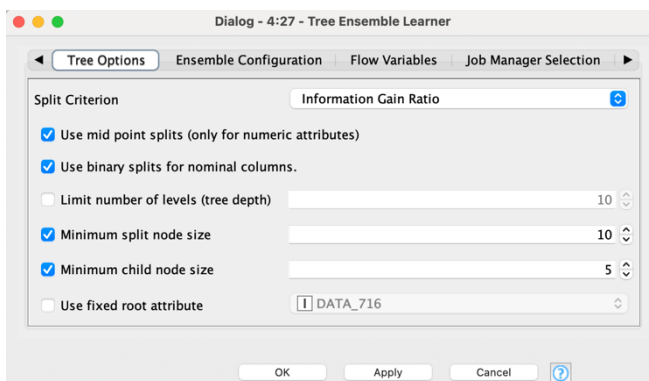 Dialog - 4:27 - Tree Ensemble Learner
Tree Options Ensemble Configuration Flow Variables Job Manager Selection
Split Criterion Information Gain Ratio
Use mid point splits (only for numeric attributes)
Use binary splits for nominal columns.
Limit number of levels (tree depth) 10
Minimum split node size 10
Minimum child node size 5
Use fixed root attribute I DATA_716
OK Apply Cancel ?